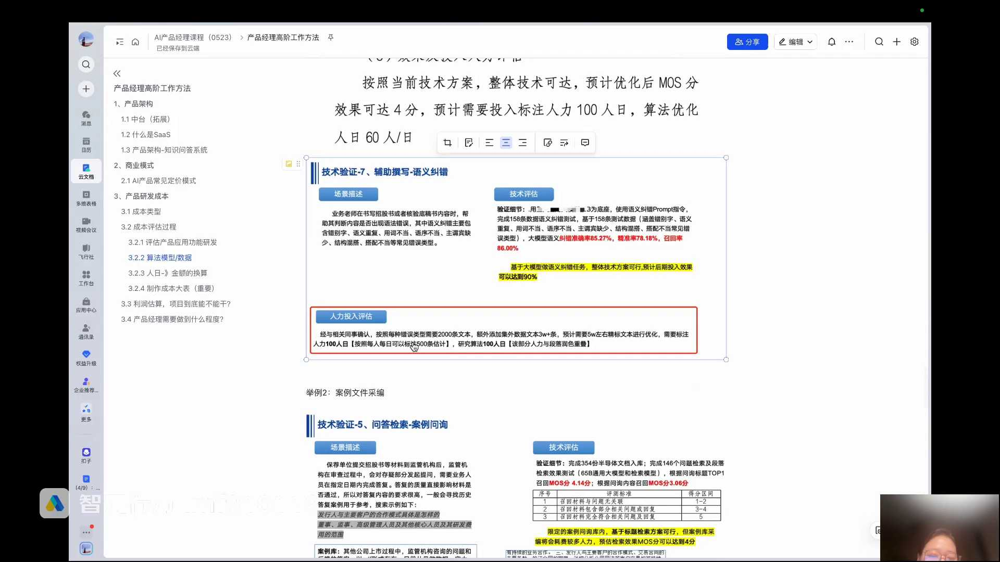 AI产品经理课程（0523） > 产品经理高阶工作方法
已经保存到云端
分享
编辑
消息
25
日历
云文档
多维表格
视频会议
飞行社
工作台
应用中心
通讯录
权益升级
企业推荐...
更多
扣子
(4/9) : ...
产品经理高阶工作方法
1、产品架构
1.1 中台（拓展）
1.2 什么是SaaS
1.3 产品架构-知识问答系统
2、商业模式
2.1 AI产品常见定价模式
3、产品研发成本
3.1 成本类型
3.2 成本评估过程
3.2.1 评估产品应用功能研发
3.2.2 算法模型/数据
3.2.3 人日-》金额的换算
3.2.4 制作成本大表（重要）
3.3 利润估算，项目到底能不能干?
3.4 产品经理需要做到什么程度?
按照当前技术方案，整体技术可达，预计优化后 MOS 分
效果可达 4 分，预计需要投入标注人力 100 人日，算法优化
人日 60 人/日
技术验证-7、辅助撰写-语义纠错
场景描述
业务老师在书写招股书或者核验底稿书内容时，帮
助其判断内容是否出现语法错误，其中语义纠错主要包
含错别字、语义重复、用词不当、语序不当、主谓宾缺
少、结构混搭、搭配不当等常见错误类型。
技术评估
验证细节：用 3为底座，使用语义纠错Prompt指令，
完成158条数据语义纠错测试，基于158条测试数据（涵盖错别字、语义
重复、用词不当、语序不当、主谓宾缺少、结构混搭、搭配不当常见错
误类型），大模型语义纠错准确率85.27%，精准率78.18%，召回率
86.00%
基于大模型做语义纠错任务，整体技术方案可行,预计后期投入效果
可以达到90%
人力投入评估
经与相关同事确认，按照每种错误类型需要2000条文本，额外添加集外数据文本3w+条，预计需要5w左右精标文本进行优化，需要标注
人力100人日【按照每人每日可以标注500条估计】，研究算法100人日【该部分人力与段落润色重叠】
举例2：案例文件采编
技术验证-5、问答检索-案例问询
场景描述
保荐单位提交招股书等材料到监管机构后，监管机
构在审查过程中，会对存疑部分发起提问，需要业务人
员在指定日期内完成答复。答复的质量直接影响材料是
否通过，所以对答复内容的要求很高，一般会寻找历史
答复案例用于参考，搜索示例如下：
发行人与主要客户的合作模式具体是怎样的
董事、监事、高级管理人员及其他核心人员及其研发费
用的范围
案例库：其他公司上市过程中，监管机构咨询的问题和
技术评估
验证细节：完成354份半导体文档入库；完成146个问题检索及段落
检索效果测试（65B通用大模型和检索模型），根据问询标题TOP1
召回MOS分 4.14分；根据问询内容召回MOS分3.06分
序号 评测标准 得分区间
1 召回材料与问题无关联 1-2
2 召回材料包含部分相关问题或回复 3-4
3 召回材料完全符合相关问题及回复 5
限定的案例问询库内，基于标题检索方案可行，但案例库采
编将会耗费较多人力，预估检索效果MOS分可以达到4分